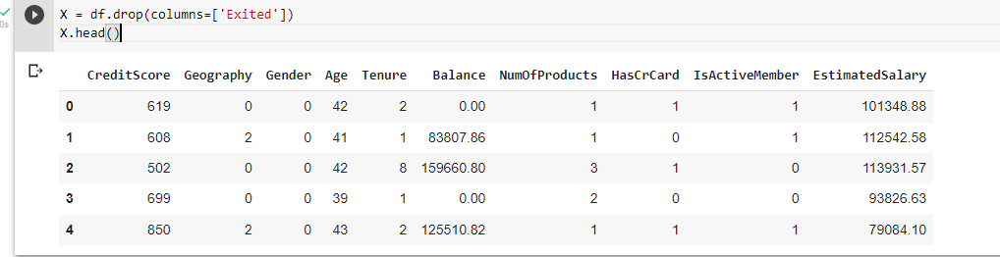 X = df.drop(columns=['Exited'])
0s
X.head()
CreditScore Geography Gender Age Tenure Balance NumOfProducts HasCrCard IsActiveMember EstimatedSalary
0 619 0 0 42 2 0.00 1 1 1 101348.88
1 608 2 0 41 1 83807.86 1 0 1 112542.58
2 502 0 0 42 8 159660.80 3 1 0 113931.57
3 699 0 0 39 1 0.00 2 0 0 93826.63
4 850 2 0 43 2 125510.82 1 1 1 79084.10